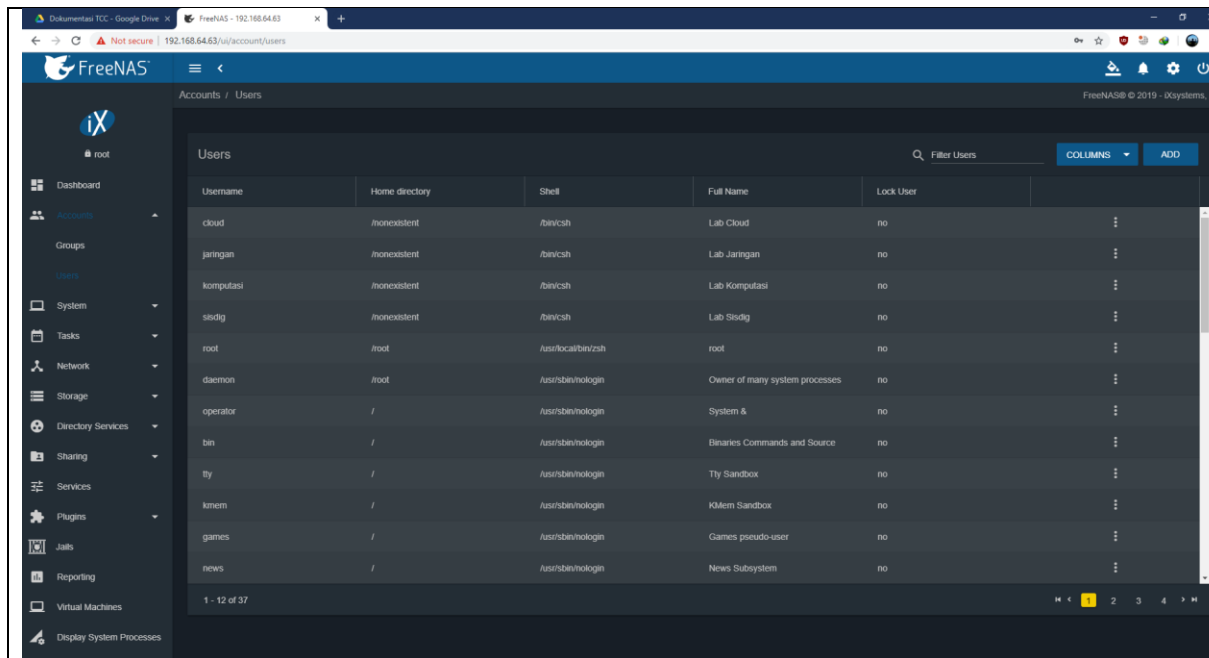 Dokumentasi TCC - Google Drive
FreeNAS - 192.168.64.63
Not secure 192.168.64.63/ui/account/users
FreeNAS
Accounts / Users
FreeNAS® © 2019 - iXsystems,
iX
root
Users
Filter Users
COLUMNS
ADD
Dashboard
Accounts
Groups
Users
System
Tasks
Network
Storage
Directory Services
Sharing
Services
Plugins
Jails
Reporting
Virtual Machines
Display System Processes
Username Home directory Shell Full Name Lock User
cloud /nonexistent /bin/csh Lab Cloud no
jaringan /nonexistent /bin/csh Lab Jaringan no
komputasi /nonexistent /bin/csh Lab Komputasi no
sisdig /nonexistent /bin/csh Lab Sisdig no
root /root /usr/local/bin/zsh root no
daemon /root /usr/sbin/nologin Owner of many system processes no
operator / /usr/sbin/nologin System & no
bin / /usr/sbin/nologin Binaries Commands and Source no
tty / /usr/sbin/nologin Tty Sandbox no
kmem / /usr/sbin/nologin KMem Sandbox no
games / /usr/sbin/nologin Games pseudo-user no
news / /usr/sbin/nologin News Subsystem no
1 - 12 of 37
1 2 3 4